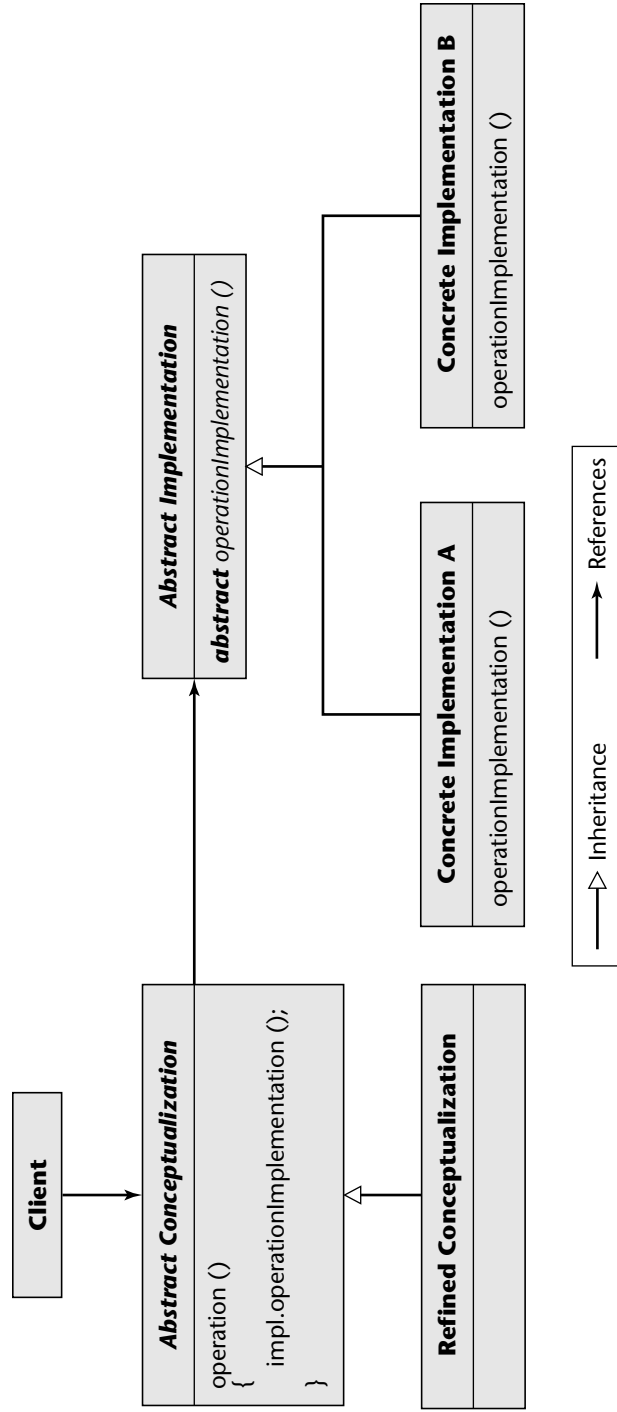 Client
Abstract Conceptualization
operation ()
{
impl.operationImplementation ();
}
Refined Conceptualization
Abstract Implementation
abstract operationImplementation ()
Concrete Implementation A
operationImplementation ()
Concrete Implementation B
operationImplementation ()
Inheritance
References